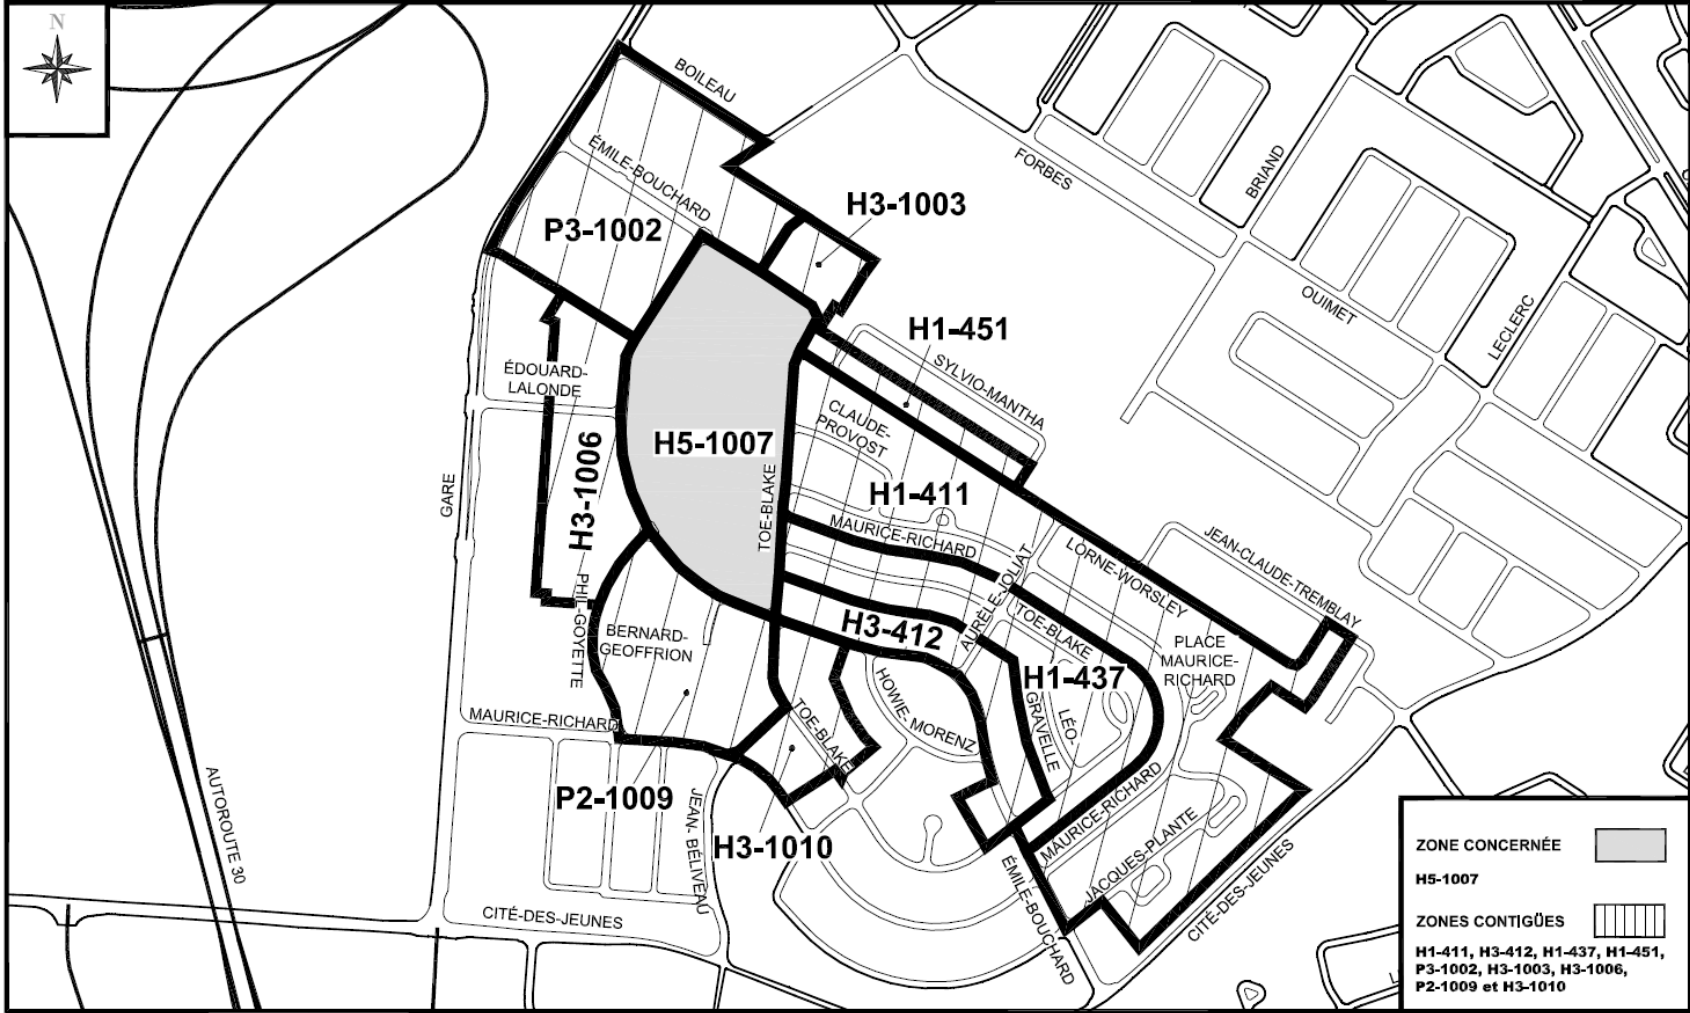 N
BOILEAU
ÉMILE-BOUCHARD
FORBES
BRIAND
H3-1003
P3-1002
OUIMET
LECLERC
H1-451
SYLVIO-MANTHA
ÉDOUARD-
LALONDE
CLAUDE-
PROVOST
H5-1007
H3-1006
GARE
TOE-BLAKE
H1-411
MAURICE-RICHARD
AURÈLE-JOLIAT
LORNE-WORSLEY
JEAN-CLAUDE-TREMBLAY
PHIL-GOYETTE
BERNARD-
GEOFFRION
H3-412
TOE-BLAKE
PLACE
MAURICE-
RICHARD
H1-437
HOWIE- MORENZ
LÉO-
GRAVELLE
MAURICE-RICHARD
TOE-BLAKE
AUTOROUTE 30
P2-1009
JEAN- BÉLIVEAU
H3-1010
MAURICE-RICHARD
JACQUES-PLANTE
ÉMILE-BOUCHARD
CITÉ-DES-JEUNES
CITÉ-DES-JEUNES
ZONE CONCERNÉE
H5-1007
ZONES CONTIGÜES
H1-411, H3-412, H1-437, H1-451,
P3-1002, H3-1003, H3-1006,
P2-1009 et H3-1010